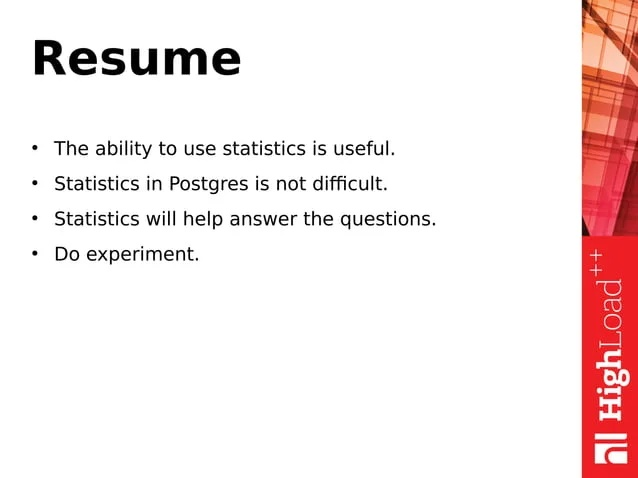 Resume
• The ability to use statistics is useful.
• Statistics in Postgres is not difficult.
• Statistics will help answer the questions.
• Do experiment.
HighLoad++